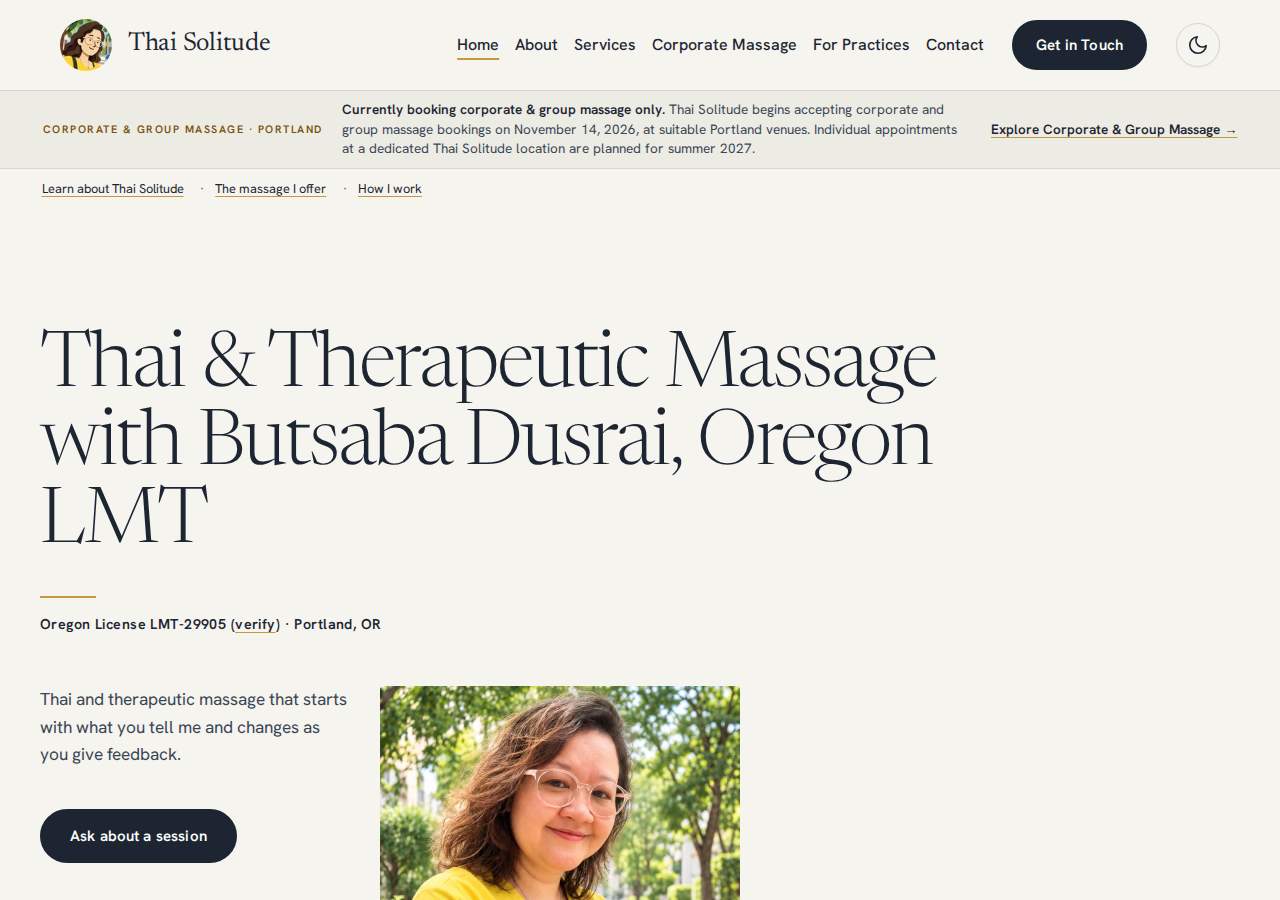 Thai Solitude
Home About Services Corporate Massage For Practices Contact Get in Touch
CORPORATE & GROUP MASSAGE · PORTLAND
Currently booking corporate & group massage only. Thai Solitude begins accepting corporate and
group massage bookings on November 14, 2026, at suitable Portland venues. Individual appointments
at a dedicated Thai Solitude location are planned for summer 2027.
Explore Corporate & Group Massage →
Learn about Thai Solitude · The massage I offer · How I work
Thai & Therapeutic Massage
with Butsaba Dusrai, Oregon
LMT
Oregon License LMT-29905 (verify) · Portland, OR
Thai and therapeutic massage that starts
with what you tell me and changes as
you give feedback.
Ask about a session